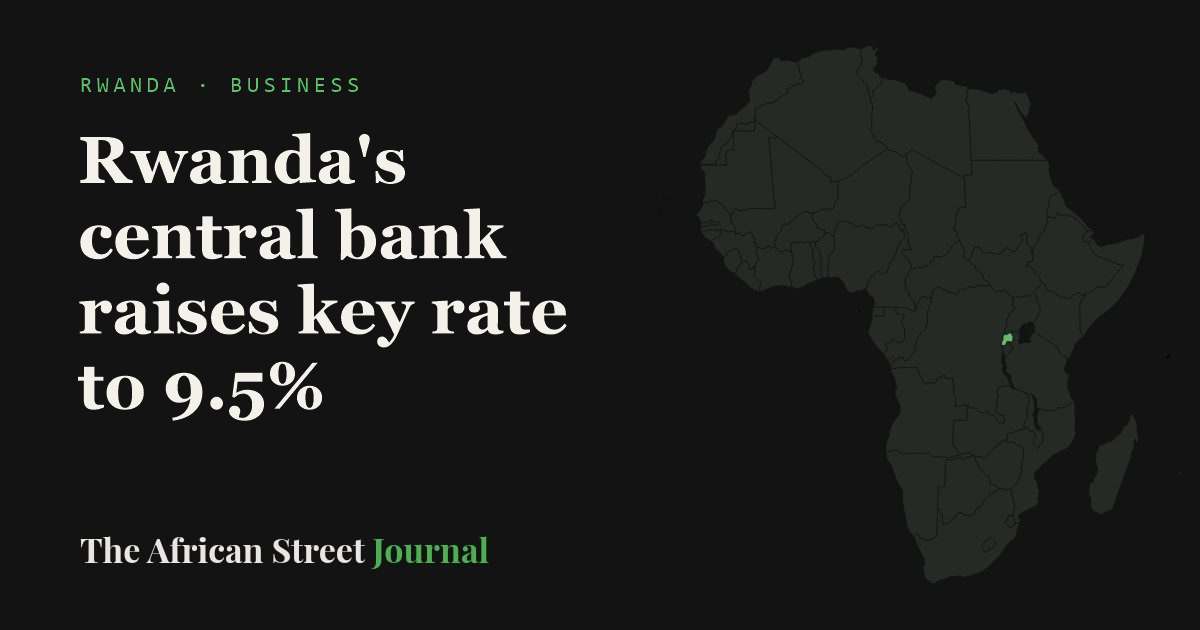 RWANDA · BUSINESS
Rwanda's
central bank
raises key rate
to 9.5%
The African Street Journal